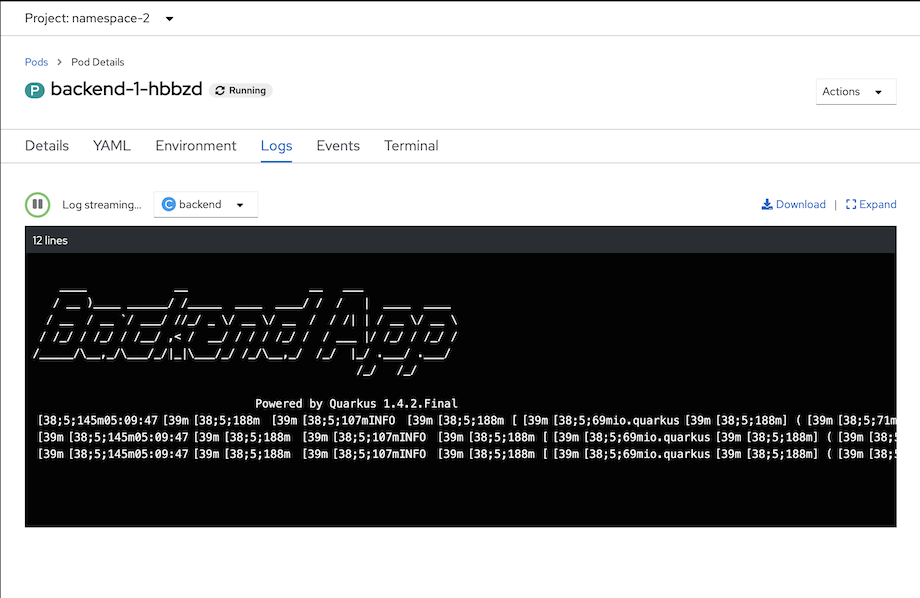 Project: namespace-2
Pods > Pod Details
P backend-1-hbbzd Running
Actions
Details YAML Environment Logs Events Terminal
Log streaming... C backend
Download | Expand
12 lines
Backend App
Powered by Quarkus 1.4.2.Final
[38;5;145m05:09:47 [39m [38;5;188m [39m [38;5;107mINFO [39m [38;5;188m [ [39m [38;5;69mio.quarkus [39m [38;5;188m] ( [39m [38;5;71m
[39m [38;5;145m05:09:47 [39m [38;5;188m [39m [38;5;107mINFO [39m [38;5;188m [ [39m [38;5;69mio.quarkus [39m [38;5;188m] ( [39m [38;5
[39m [38;5;145m05:09:47 [39m [38;5;188m [39m [38;5;107mINFO [39m [38;5;188m [ [39m [38;5;69mio.quarkus [39m [38;5;188m] ( [39m [38;5